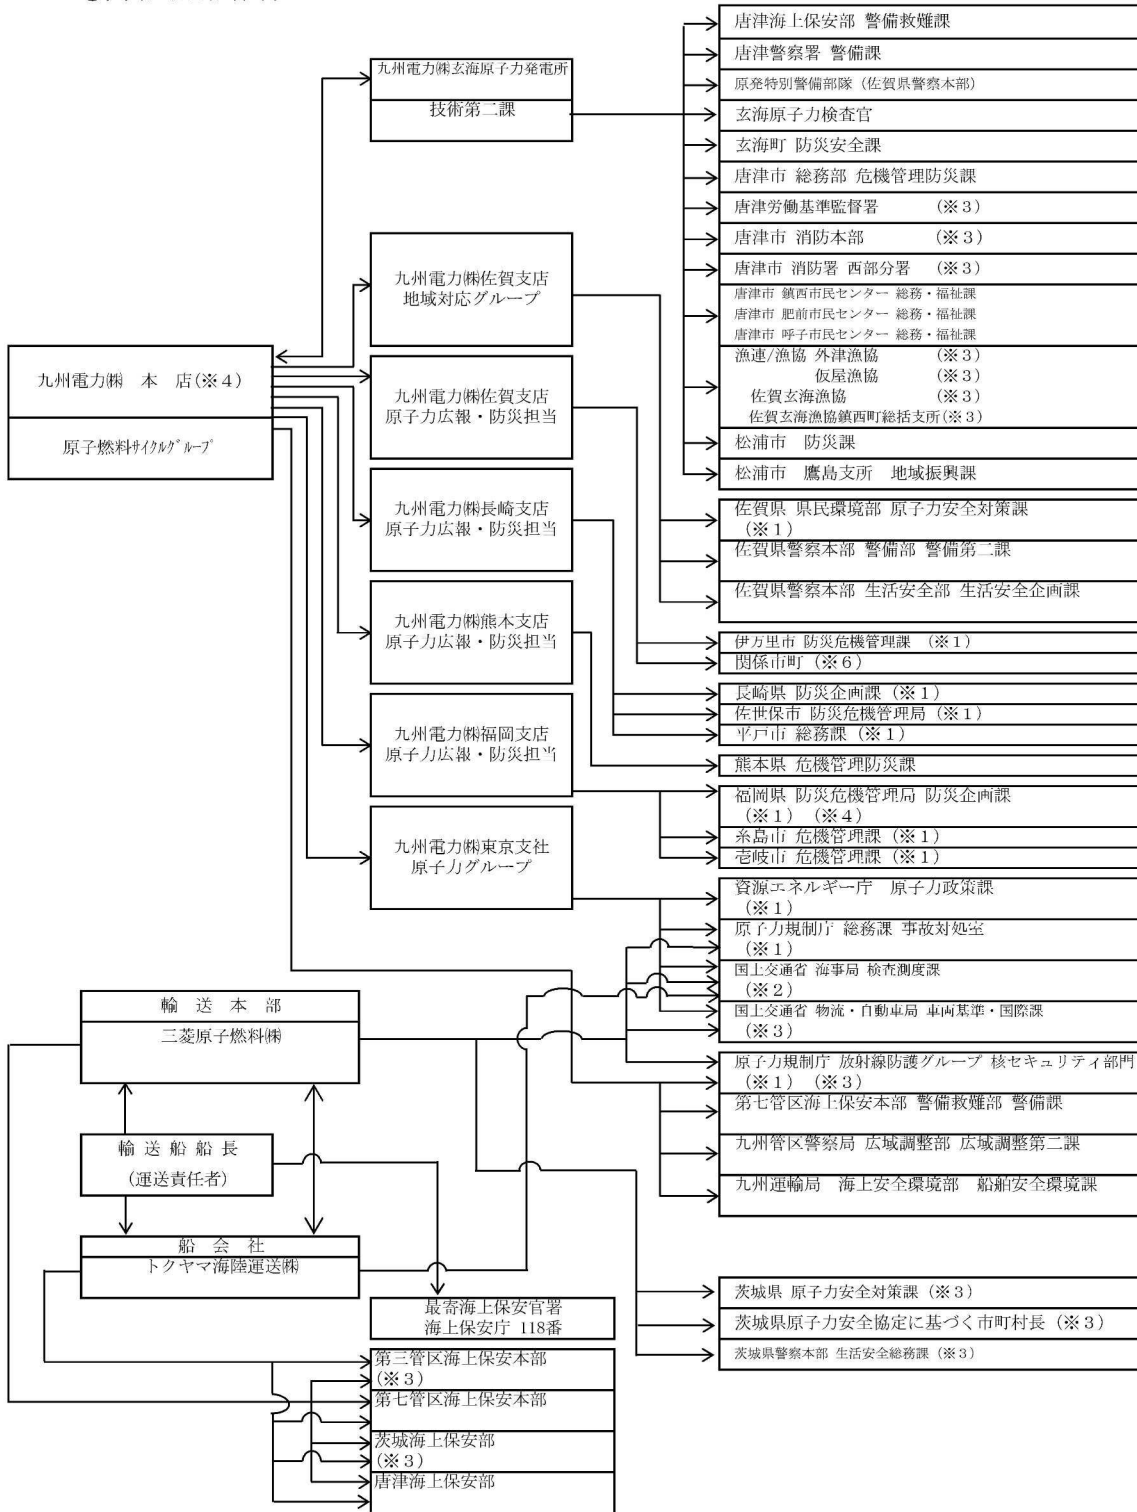 九州電力㈱玄海原子力発電所
技術第二課
九州電力㈱佐賀支店
地域対応グループ
九州電力㈱ 本 店(※4)
原子燃料サイクルグループ
九州電力㈱佐賀支店
原子力広報・防災担当
九州電力㈱長崎支店
原子力広報・防災担当
九州電力㈱熊本支店
原子力広報・防災担当
九州電力㈱福岡支店
原子力広報・防災担当
九州電力㈱東京支社
原子力グループ
輸 送 本 部
三菱原子燃料㈱
輸 送 船 船 長
(運送責任者)
船 会 社
トクヤマ海陸運送㈱
最寄海上保安官署
海上保安庁 118番
第三管区海上保安本部
(※3)
第七管区海上保安本部
茨城海上保安部
(※3)
唐津海上保安部
唐津海上保安部 警備救難課
唐津警察署 警備課
原発特別警備部隊（佐賀県警察本部）
玄海原子力検査官
玄海町 防災安全課
唐津市 総務部 危機管理防災課
唐津労働基準監督署 (※3)
唐津市 消防本部 (※3)
唐津市 消防署 西部分署 (※3)
唐津市 鎮西市民センター 総務・福祉課
唐津市 肥前市民センター 総務・福祉課
唐津市 呼子市民センター 総務・福祉課
漁連/漁協 外津漁協 (※3)
仮屋漁協 (※3)
佐賀玄海漁協 (※3)
佐賀玄海漁協鎮西町総括支所(※3)
松浦市 防災課
松浦市 鷹島支所 地域振興課
佐賀県 県民環境部 原子力安全対策課
(※1)
佐賀県警察本部 警備部 警備第二課
佐賀県警察本部 生活安全部 生活安全企画課
伊万里市 防災危機管理課 (※1)
関係市町 (※6)
長崎県 防災企画課 (※1)
佐世保市 防災危機管理局 (※1)
平戸市 総務課 (※1)
熊本県 危機管理防災課
福岡県 防災危機管理局 防災企画課
(※1) (※4)
糸島市 危機管理課 (※1)
壱岐市 危機管理課 (※1)
資源エネルギー庁 原子力政策課
(※1)
原子力規制庁 総務課 事故対処室
(※1)
国土交通省 海事局 検査測度課
(※2)
国土交通省 物流・自動車局 車両基準・国際課
(※3)
原子力規制庁 放射線防護グループ 核セキュリティ部門
(※1) (※3)
第七管区海上保安本部 警備救難部 警備課
九州管区警察局 広域調整部 広域調整第二課
九州運輸局 海上安全環境部 船舶安全環境課
茨城県 原子力安全対策課 (※3)
茨城県原子力安全協定に基づく市町村長 (※3)
茨城県警察本部 生活安全総務課 (※3)